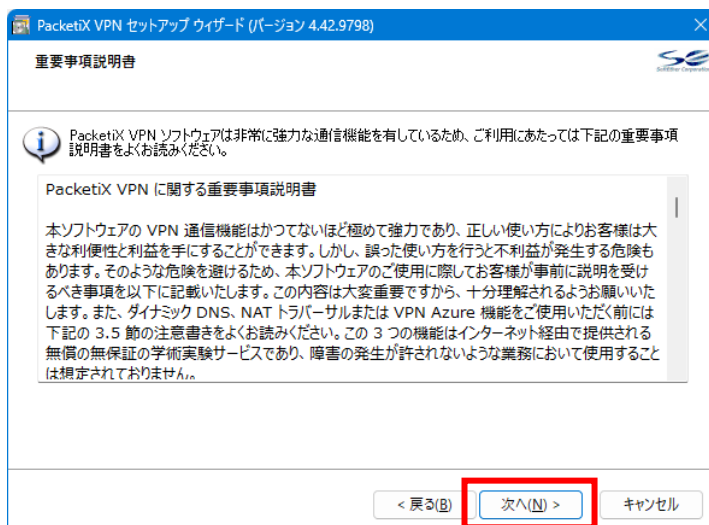 PacketiX VPN セットアップ ウィザード (バージョン 4.42.9798)
重要事項説明書
SoftEther Corporation
PacketiX VPN ソフトウェアは非常に強力な通信機能を有しているため、ご利用にあたっては下記の重要事項
説明書をよくお読みください。
PacketiX VPN に関する重要事項説明書
本ソフトウェアの VPN 通信機能はかつてないほど極めて強力であり、正しい使い方によりお客様は大
きな利便性と利益を手にすることができます。しかし、誤った使い方を行うと不利益が発生する危険も
あります。そのような危険を避けるため、本ソフトウェアのご使用に際してお客様が事前に説明を受け
るべき事項を以下に記載いたします。この内容は大変重要ですから、十分理解されるようお願いいた
します。また、ダイナミック DNS、NAT トラバーサルまたは VPN Azure 機能をご使用いただく前には
下記の 3.5 節の注意書きをよくお読みください。この 3 つの機能はインターネット経由で提供される
無償の無保証の学術実験サービスであり、障害の発生が許されないような業務において使用すること
は想定されておりません。
< 戻る(B)
次へ(N) >
キャンセル